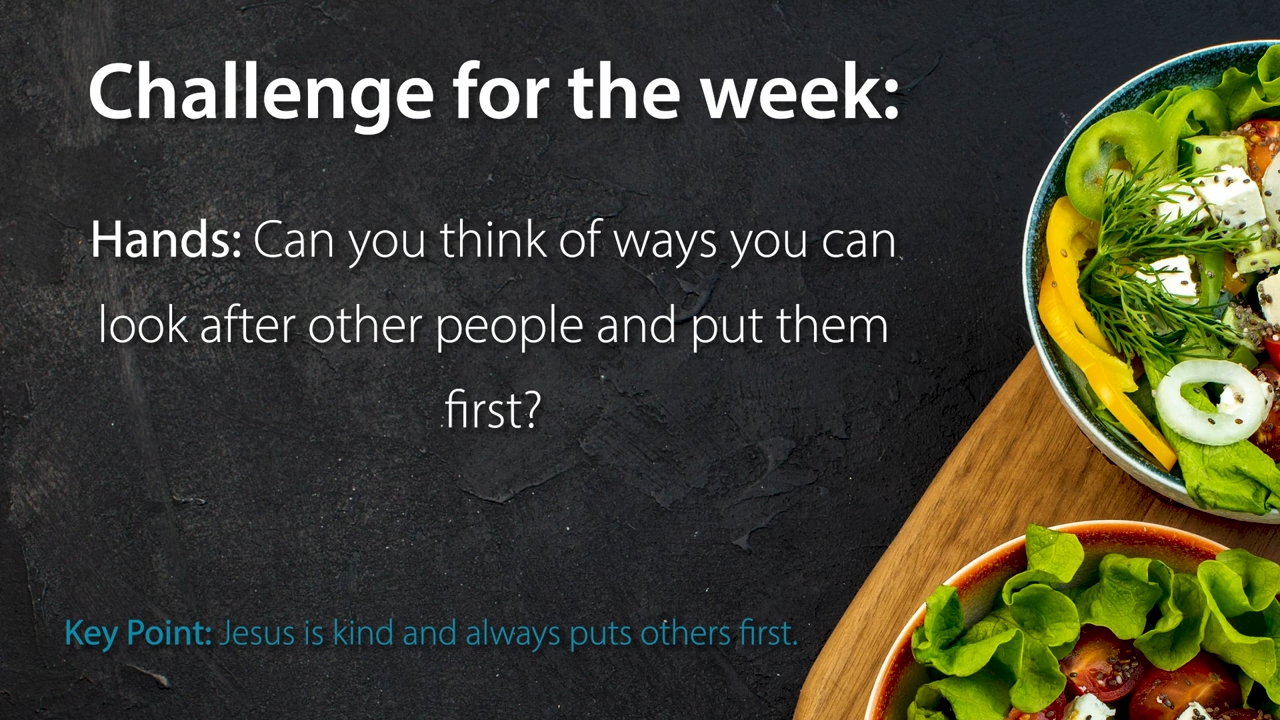 Challenge for the week:
Hands: Can you think of ways you can
look after other people and put them
first?
Key Point: Jesus is kind and always puts others first.